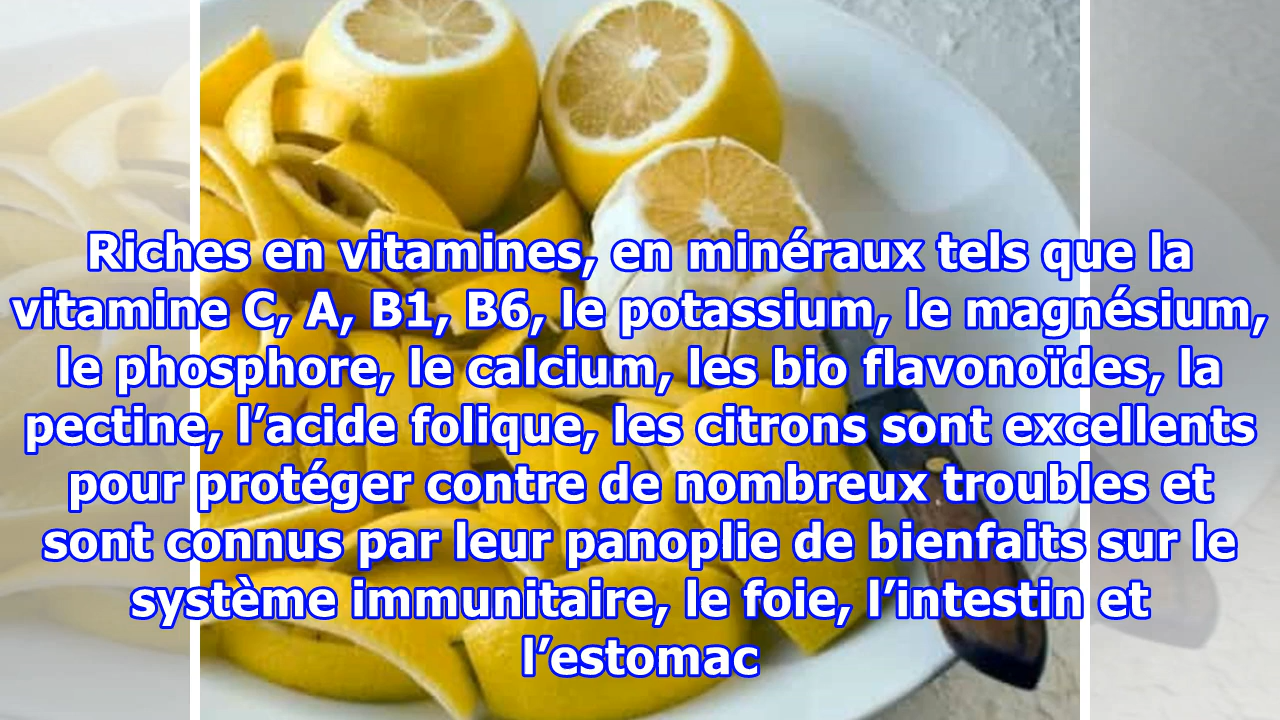 Riches en vitamines, en minéraux tels que la
vitamine C, A, B1, B6, le potassium, le magnésium,
le phosphore, le calcium, les bio flavonoïdes, la
pectine, l’acide folique, les citrons sont excellents
pour protéger contre de nombreux troubles et
sont connus par leur panoplie de bienfaits sur le
système immunitaire, le foie, l’intestin et
l’estomac